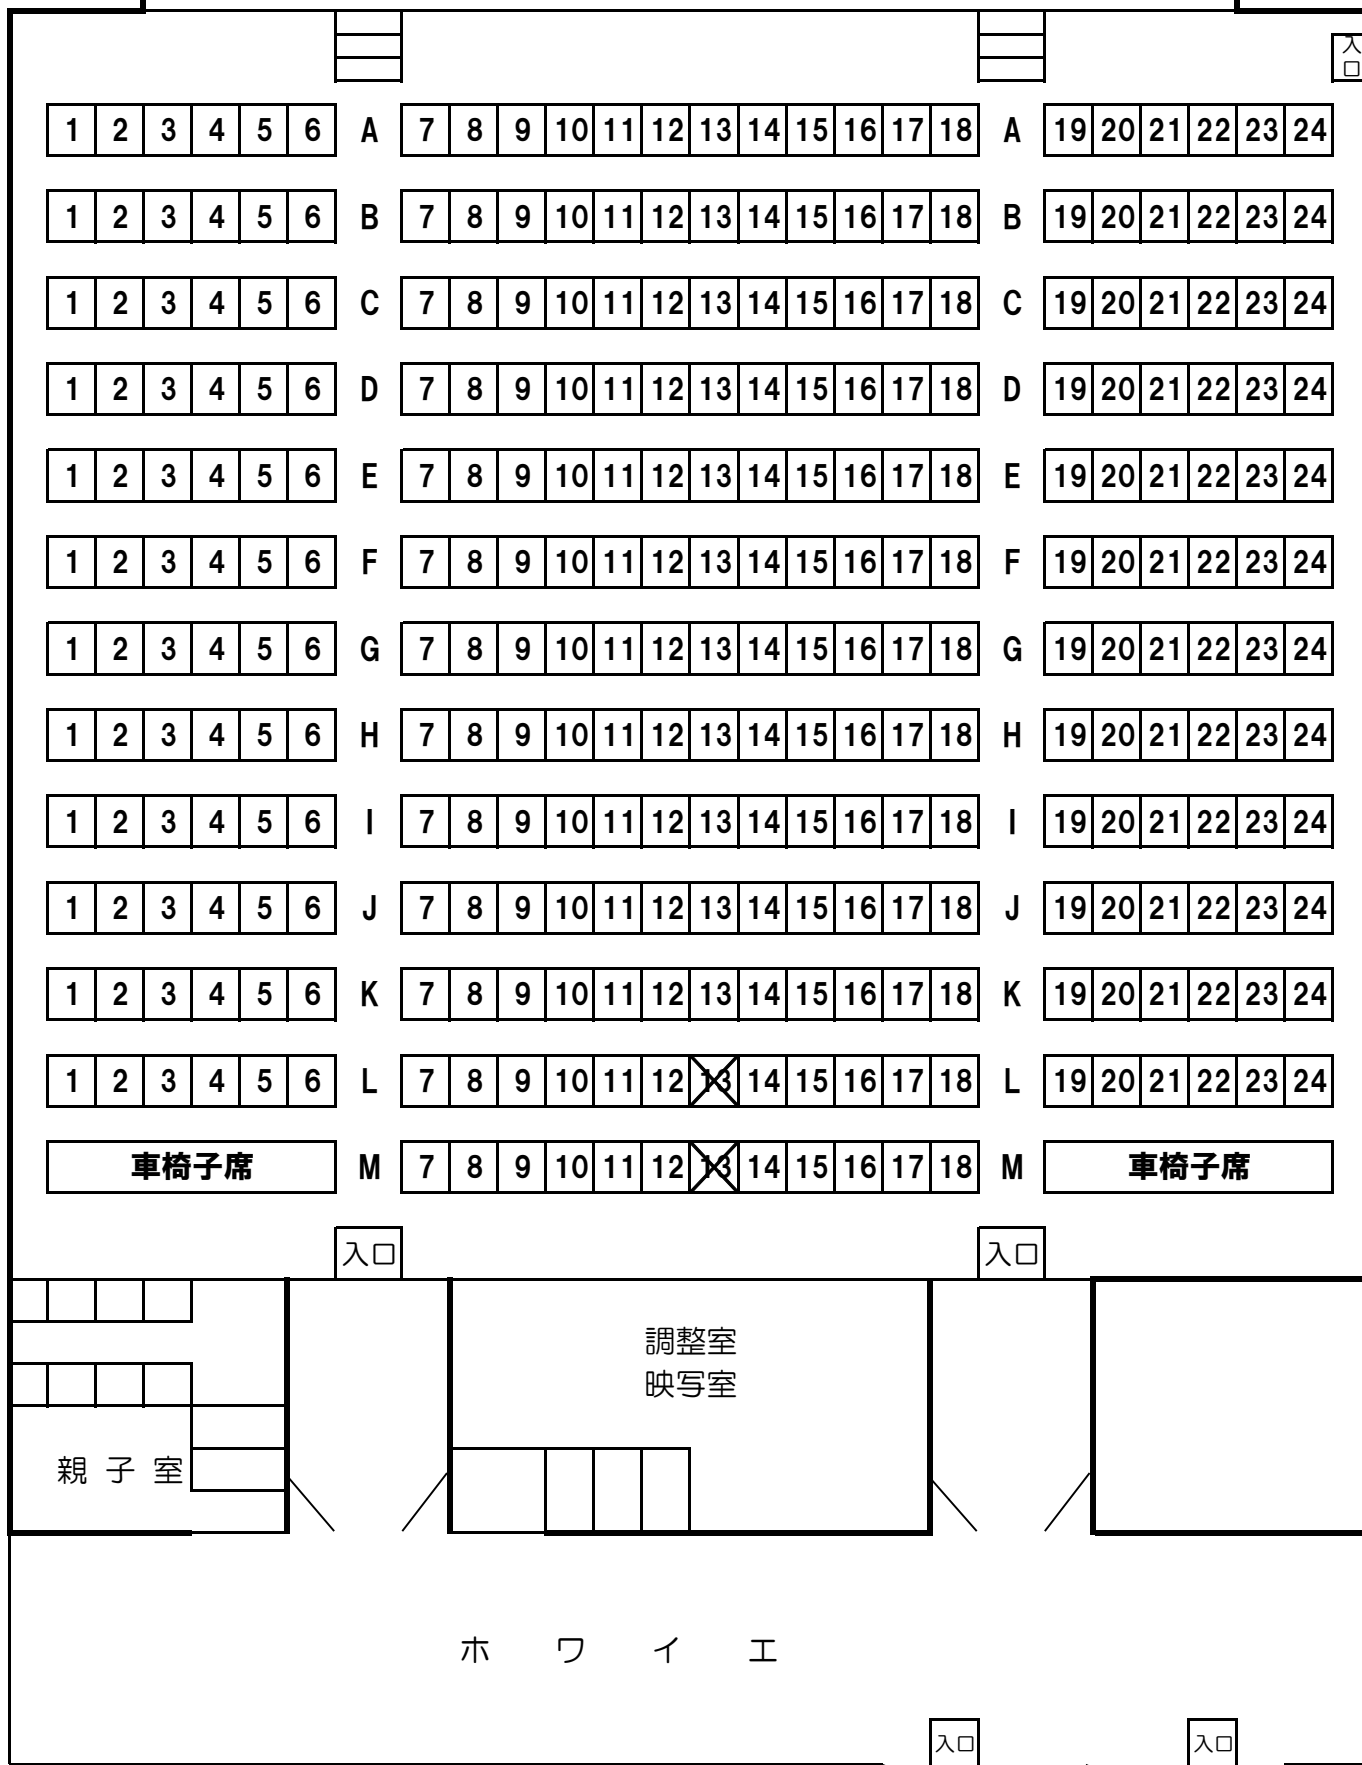 入口
1 2 3 4 5 6 A 7 8 9 10 11 12 13 14 15 16 17 18 A 19 20 21 22 23 24
1 2 3 4 5 6 B 7 8 9 10 11 12 13 14 15 16 17 18 B 19 20 21 22 23 24
1 2 3 4 5 6 C 7 8 9 10 11 12 13 14 15 16 17 18 C 19 20 21 22 23 24
1 2 3 4 5 6 D 7 8 9 10 11 12 13 14 15 16 17 18 D 19 20 21 22 23 24
1 2 3 4 5 6 E 7 8 9 10 11 12 13 14 15 16 17 18 E 19 20 21 22 23 24
1 2 3 4 5 6 F 7 8 9 10 11 12 13 14 15 16 17 18 F 19 20 21 22 23 24
1 2 3 4 5 6 G 7 8 9 10 11 12 13 14 15 16 17 18 G 19 20 21 22 23 24
1 2 3 4 5 6 H 7 8 9 10 11 12 13 14 15 16 17 18 H 19 20 21 22 23 24
1 2 3 4 5 6 I 7 8 9 10 11 12 13 14 15 16 17 18 I 19 20 21 22 23 24
1 2 3 4 5 6 J 7 8 9 10 11 12 13 14 15 16 17 18 J 19 20 21 22 23 24
1 2 3 4 5 6 K 7 8 9 10 11 12 13 14 15 16 17 18 K 19 20 21 22 23 24
1 2 3 4 5 6 L 7 8 9 10 11 12 13 14 15 16 17 18 L 19 20 21 22 23 24
車椅子席 M 7 8 9 10 11 12 13 14 15 16 17 18 M 車椅子席
入口 入口
調整室
映写室
親子室
ホワイエ
入口 入口